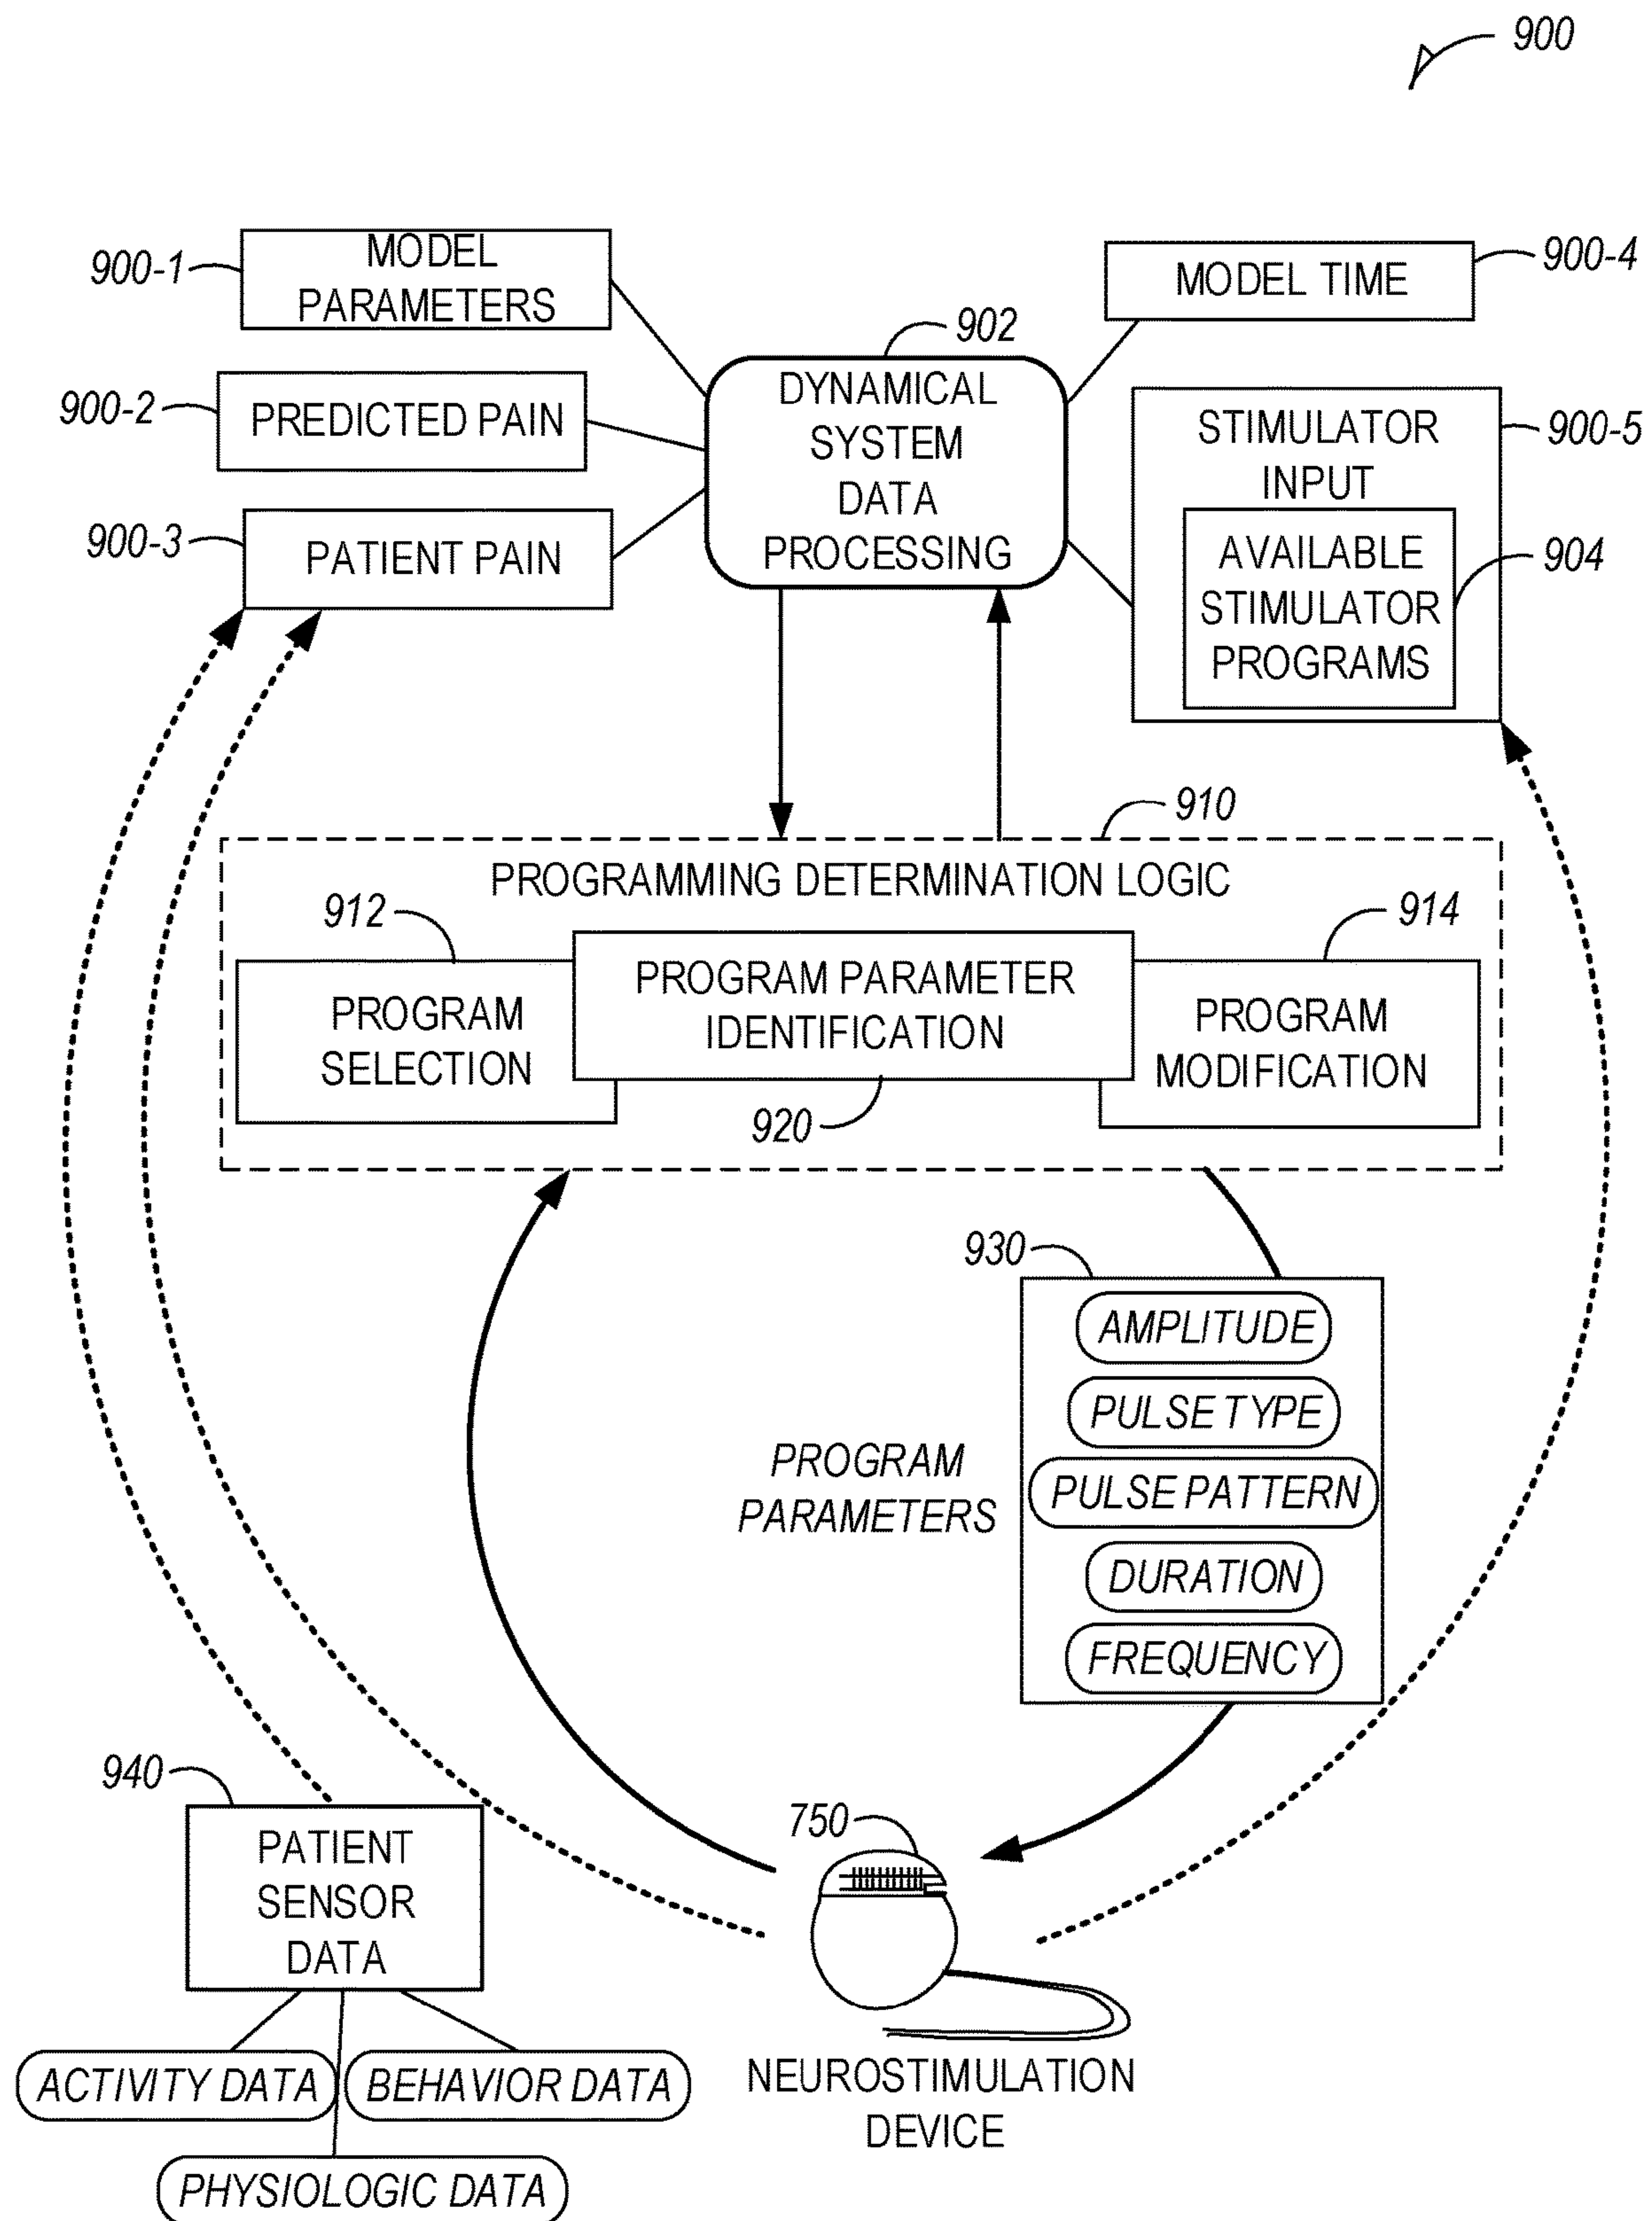 900
900-1
MODEL
PARAMETERS
900-4
MODEL TIME
902
DYNAMICAL
SYSTEM
DATA
PROCESSING
900-2
PREDICTED PAIN
900-3
PATIENT PAIN
900-5
STIMULATOR
INPUT
AVAILABLE
STIMULATOR
PROGRAMS
904
910
PROGRAMMING DETERMINATION LOGIC
912
914
PROGRAM
SELECTION
PROGRAM PARAMETER
IDENTIFICATION
PROGRAM
MODIFICATION
920
930
AMPLITUDE
PULSE TYPE
PULSE PATTERN
DURATION
FREQUENCY
PROGRAM
PARAMETERS
940
PATIENT
SENSOR
DATA
750
ACTIVITY DATA
BEHAVIOR DATA
PHYSIOLOGIC DATA
NEUROSTIMULATION
DEVICE